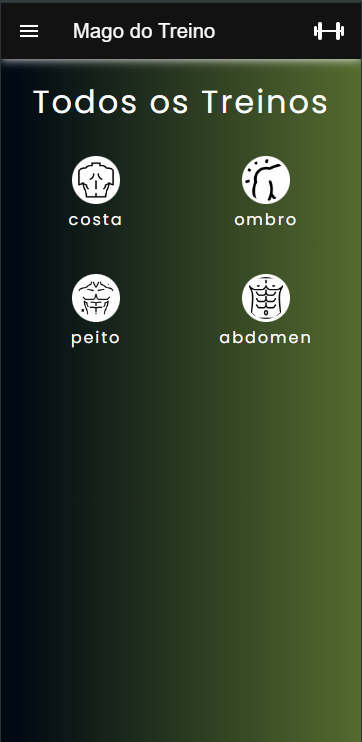 Mago do Treino
Todos os Treinos
costa
ombro
peito
abdomen